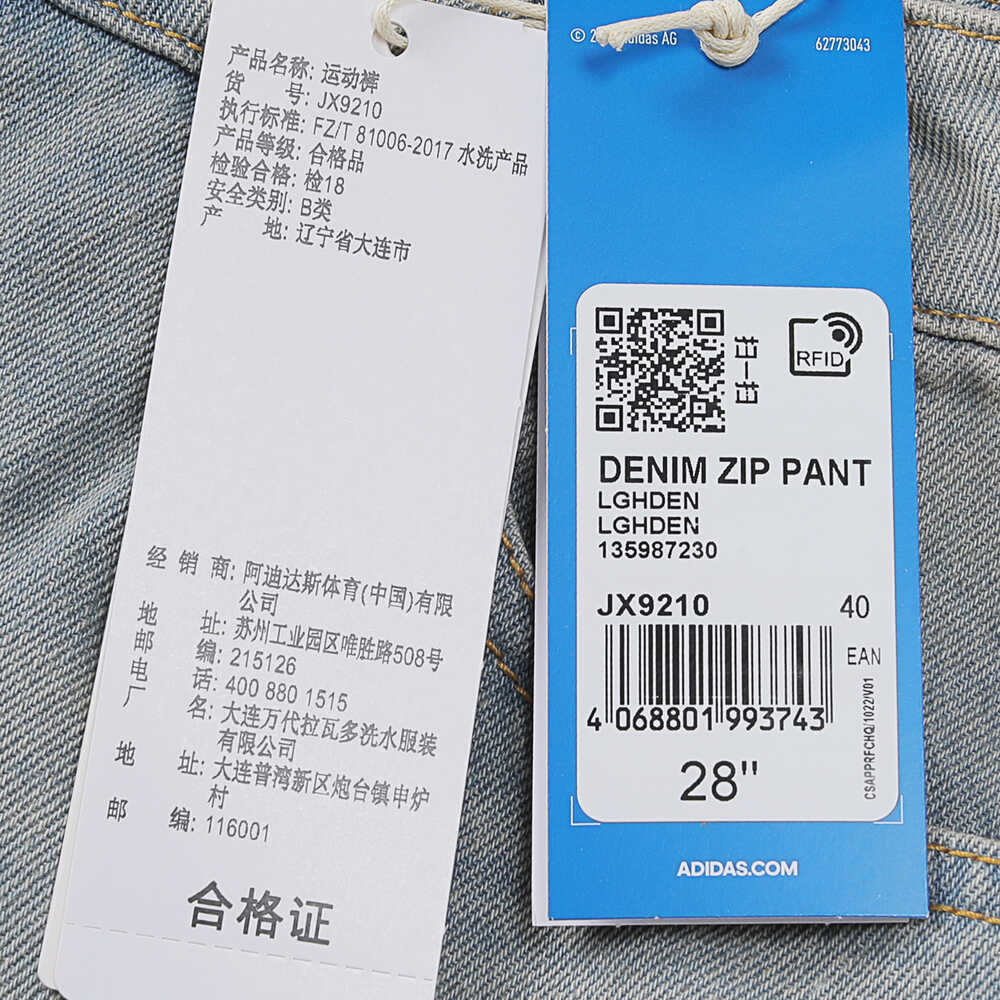 产品名称: 运动裤
货 号: JX9210
执行标准: FZ/T 81006-2017 水洗产品
产品等级: 合格品
检验合格: 检18
安全类别: B类
产 地: 辽宁省大连市
经 销 商: 阿迪达斯体育(中国)有限
公司
地 址: 苏州工业园区唯胜路508号
邮 编: 215126
电 话: 400 880 1515
厂 名: 大连万代拉瓦多洗水服装
有限公司
地 址: 大连普湾新区炮台镇申炉
村
邮 编: 116001
合格证
© adidas AG
62773043
扫一扫
RFID
DENIM ZIP PANT
LGHDEN
LGHDEN
135987230
JX9210 40
EAN
4 068801 993743
CSAPPRFCHQ/1022/V01
28"
ADIDAS.COM